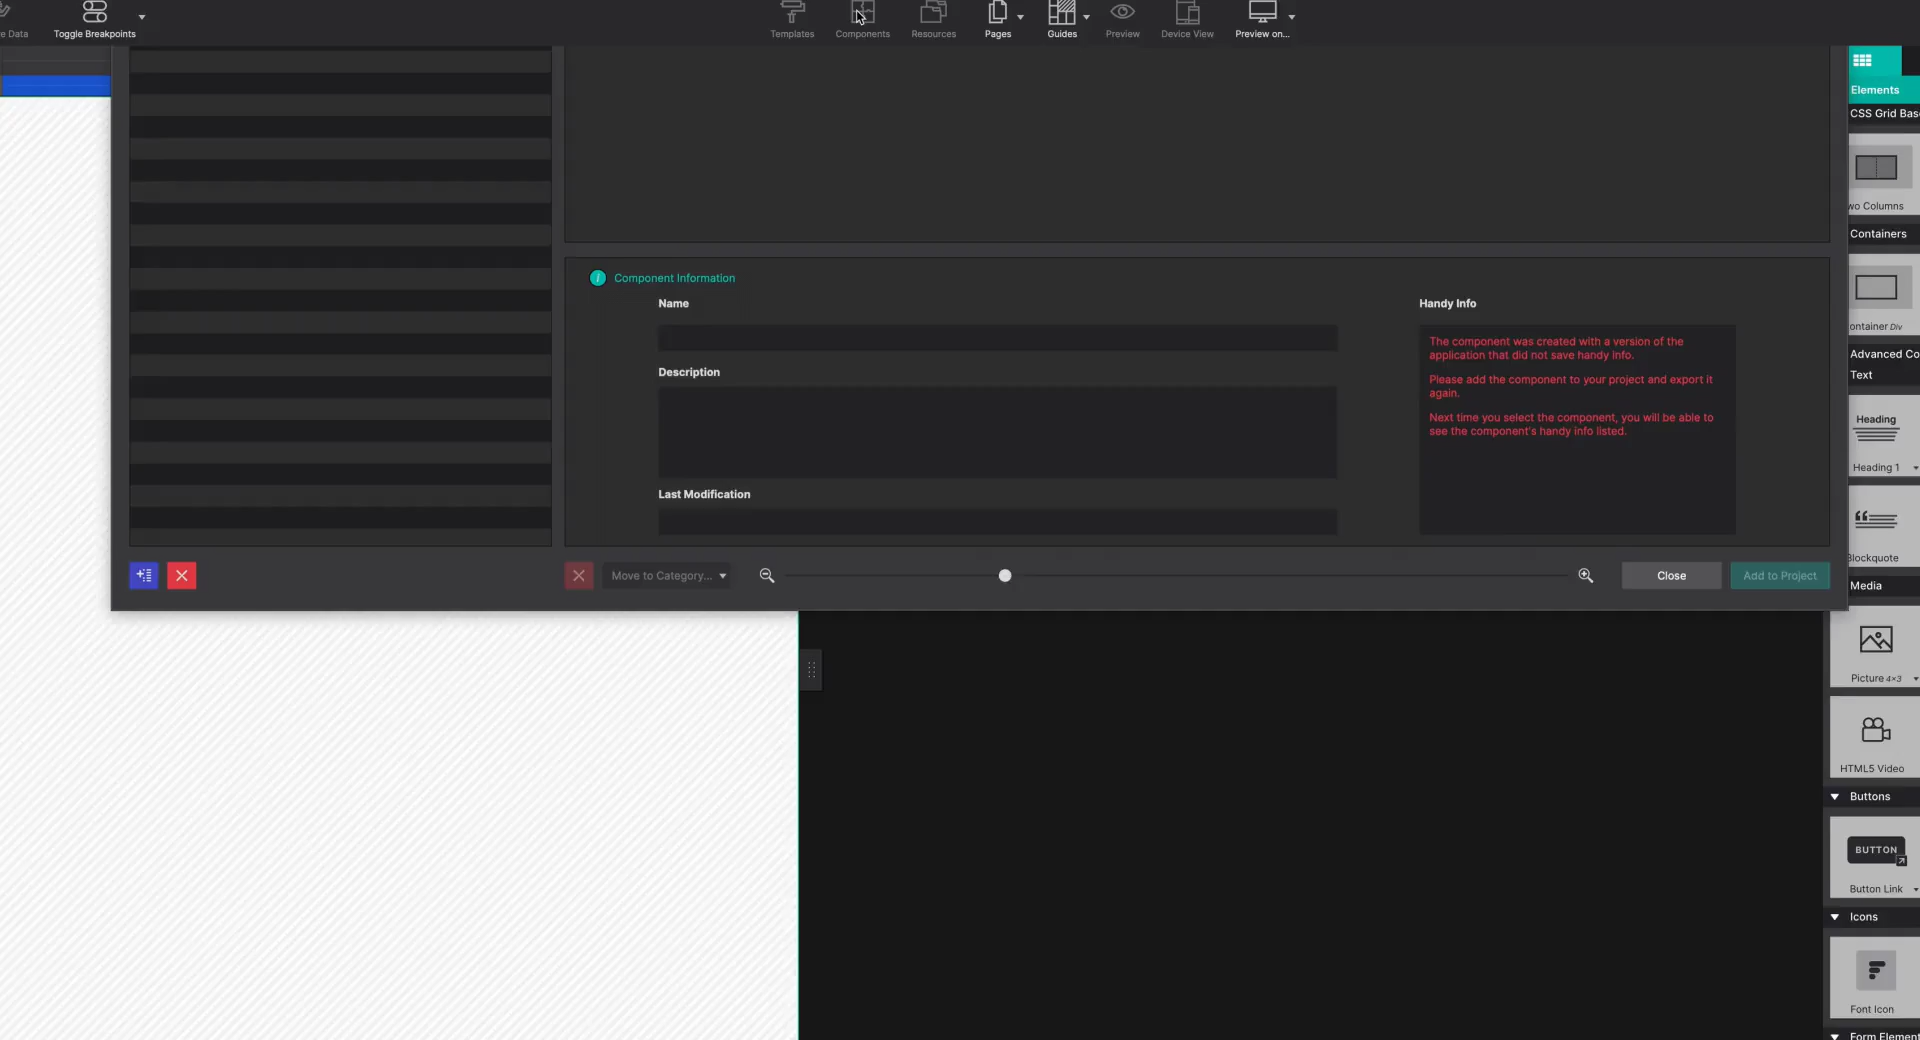 e Data
Toggle Breakpoints
Templates
Components
Resources
Pages
Guides
Preview
Device View
Preview on...
Elements
CSS Grid Bas
wo Columns
Containers
ontainer Div
Advanced Co
Text
Heading
Heading 1
Blockquote
Media
Picture 4×3
HTML5 Video
Buttons
BUTTON
Button Link
Icons
Font Icon
Form Element
Component Information
Name
Description
Last Modification
Handy Info
The component was created with a version of the
application that did not save handy info.
Please add the component to your project and export it
again.
Next time you select the component, you will be able to
see the component's handy info listed.
Move to Category...
Close
Add to Project